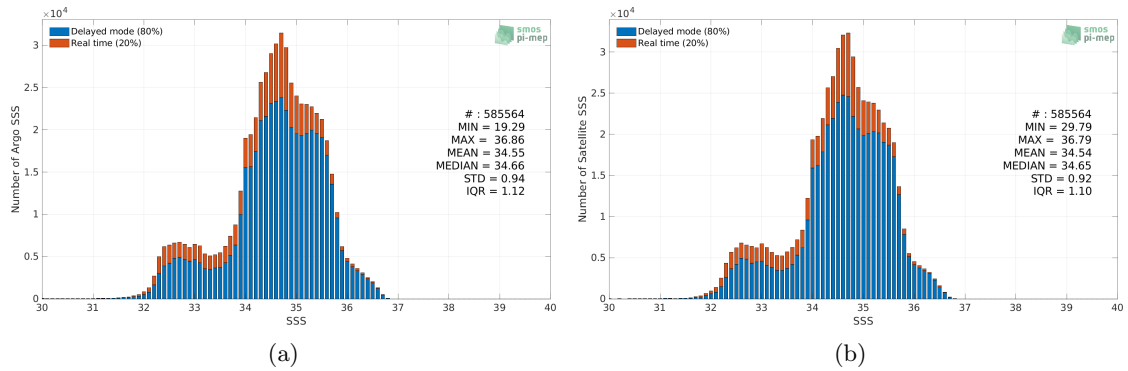 ×10⁴
Delayed mode (80%)
Real time (20%)
smos
pi-mep
3
2.5
2
1.5
1
0.5
0
Number of Argo SSS
# : 585564
MIN = 19.29
MAX = 36.86
MEAN = 34.55
MEDIAN = 34.66
STD = 0.94
IQR = 1.12
30 31 32 33 34 35 36 37 38 39 40
SSS
(a)
×10⁴
Delayed mode (80%)
Real time (20%)
smos
pi-mep
3
2.5
2
1.5
1
0.5
0
Number of Satellite SSS
# : 585564
MIN = 29.79
MAX = 36.79
MEAN = 34.54
MEDIAN = 34.65
STD = 0.92
IQR = 1.10
30 31 32 33 34 35 36 37 38 39 40
SSS
(b)